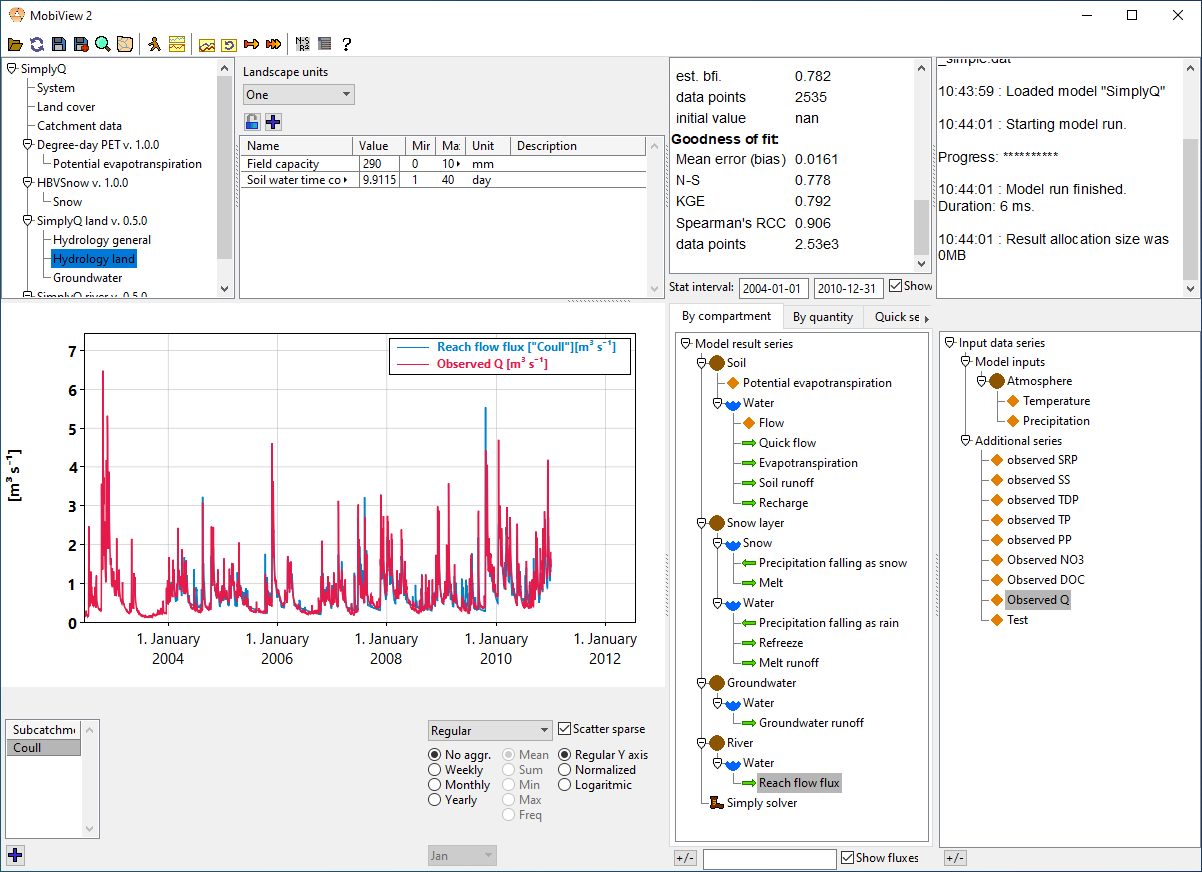 MobiView 2
N-S
R2
?
SimplyQ
System
Land cover
Catchment data
Degree-day PET v. 1.0.0
Potential evapotranspiration
HBVSnow v. 1.0.0
Snow
SimplyQ land v. 0.5.0
Hydrology general
Hydrology land
Groundwater
SimplyQ river v. 0.5.0
Landscape units
One
Name Value Mir Ma: Unit Description
Field capacity 290 0 10 mm
Soil water time co 9.9115 1 40 day
est. bfi. 0.782
data points 2535
initial value nan
Goodness of fit:
Mean error (bias) 0.0161
N-S 0.778
KGE 0.792
Spearman's RCC 0.906
data points 2.53e3
Stat interval: 2004-01-01 2010-12-31 Show
_simple.dat
10:43:59 : Loaded model "SimplyQ"
10:44:01 : Starting model run.
Progress: **********
10:44:01 : Model run finished.
Duration: 6 ms.
10:44:01 : Result allocation size was
0MB
Reach flow flux ["Coull"][m³ s⁻¹]
Observed Q [m³ s⁻¹]
[m³ s⁻¹]
7
6
5
4
3
2
1
0
1. January 1. January 1. January 1. January 1. January
2004 2006 2008 2010 2012
By compartment By quantity Quick se
Model result series
Soil
Potential evapotranspiration
Water
Flow
Quick flow
Evapotranspiration
Soil runoff
Recharge
Snow layer
Snow
Precipitation falling as snow
Melt
Water
Precipitation falling as rain
Refreeze
Melt runoff
Groundwater
Water
Groundwater runoff
River
Water
Reach flow flux
Simply solver
+/- Show fluxes
Input data series
Model inputs
Atmosphere
Temperature
Precipitation
Additional series
observed SRP
observed SS
observed TDP
observed TP
observed PP
Observed NO3
Observed DOC
Observed Q
Test
+/-
Subcatchme
Coull
Regular Scatter sparse
No aggr. Mean Regular Y axis
Weekly Sum Normalized
Monthly Min Logaritmic
Yearly Max
Freq
Jan